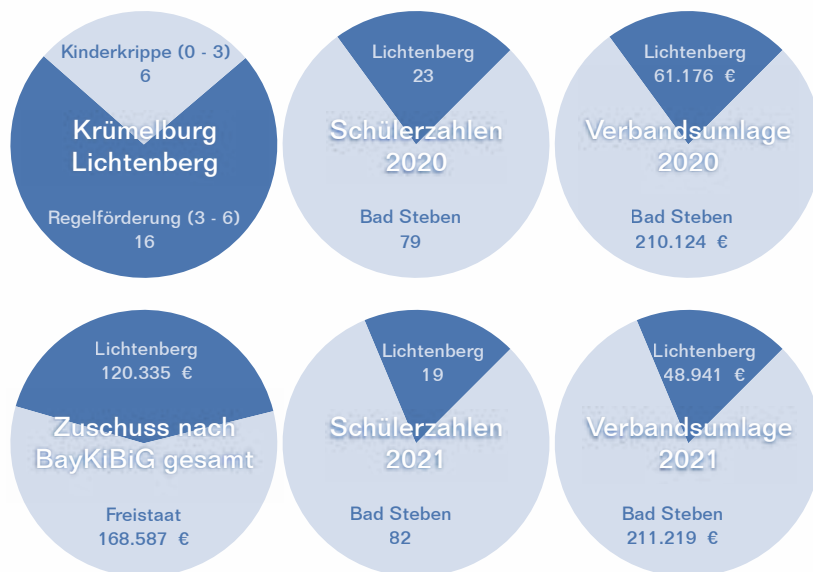 Kinderkrippe (0 - 3)
6
Krümelburg
Lichtenberg
Regelförderung (3 - 6)
16
Lichtenberg
23
Schülerzahlen
2020
Bad Steben
79
Lichtenberg
61.176 €
Verbandsumlage
2020
Bad Steben
210.124 €
Lichtenberg
120.335 €
Zuschuss nach
BayKiBiG gesamt
Freistaat
168.587 €
Lichtenberg
19
Schülerzahlen
2021
Bad Steben
82
Lichtenberg
48.941 €
Verbandsumlage
2021
Bad Steben
211.219 €